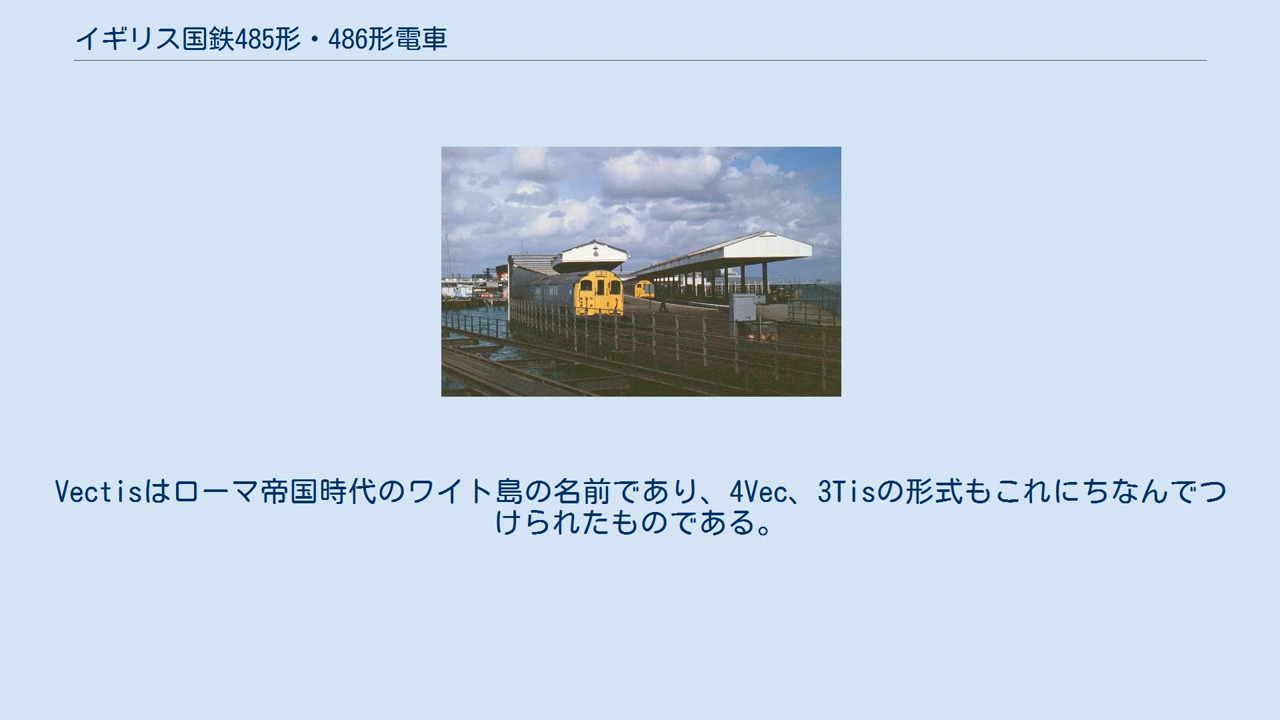 イギリス国鉄485形・486形電車
Vectisはローマ帝国時代のワイト島の名前であり、4Vec、3Tisの形式もこれにちなんでつ
けられたものである。